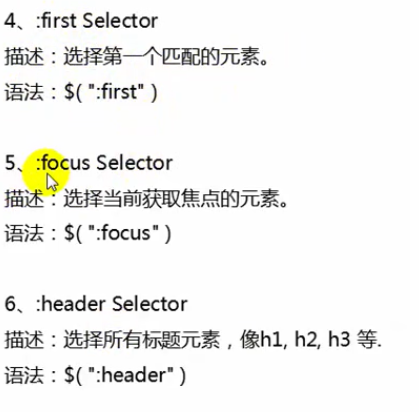 4、:first Selector
描述：选择第一个匹配的元素。
语法：$( ":first" )
5、:focus Selector
描述：选择当前获取焦点的元素。
语法：$( ":focus" )
6、:header Selector
描述：选择所有标题元素，像h1, h2, h3 等.
语法：$( ":header" )